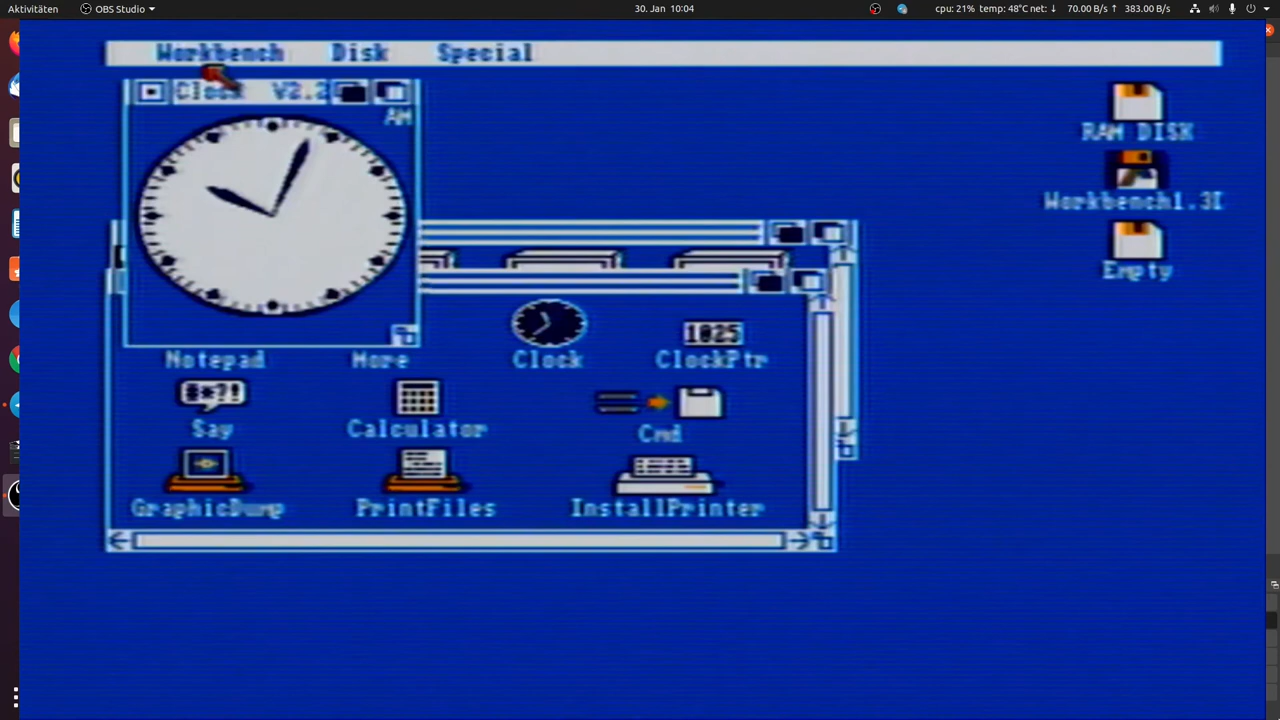 Aktivitäten OBS Studio 30. Jan 10:04 cpu: 21% temp: 48°C net:↓ 70.00 B/s ↑ 383.00 B/s
Workbench Disk Special
Clock V2.2
AM
RAM DISK
Workbench1.3D
Empty
1025
Notepad More Clock ClockPtr
@*?!
Say Calculator Cmd
GraphicDump PrintFiles InstallPrinter